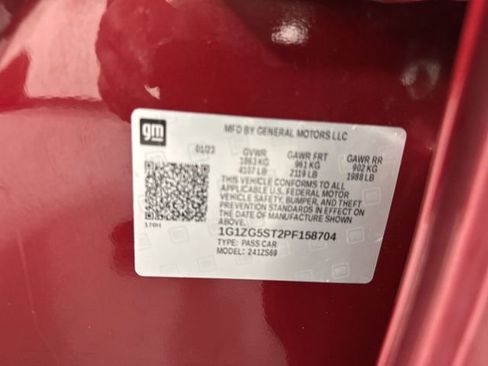 gm
MFD BY GENERAL MOTORS LLC
01/23 GVWR GAWR FRT GAWR RR
1863 KG 961 KG 902 KG
4107 LB 2119 LB 1988 LB
THIS VEHICLE CONFORMS TO ALL
APPLICABLE U.S. FEDERAL MOTOR
VEHICLE SAFETY, BUMPER, AND THEFT
PREVENTION STANDARDS IN EFFECT ON
THE DATE OF MANUFACTURE SHOWN
ABOVE.
1G1ZG5ST2PF158704
TYPE: PASS CAR
MODEL: 241ZS69